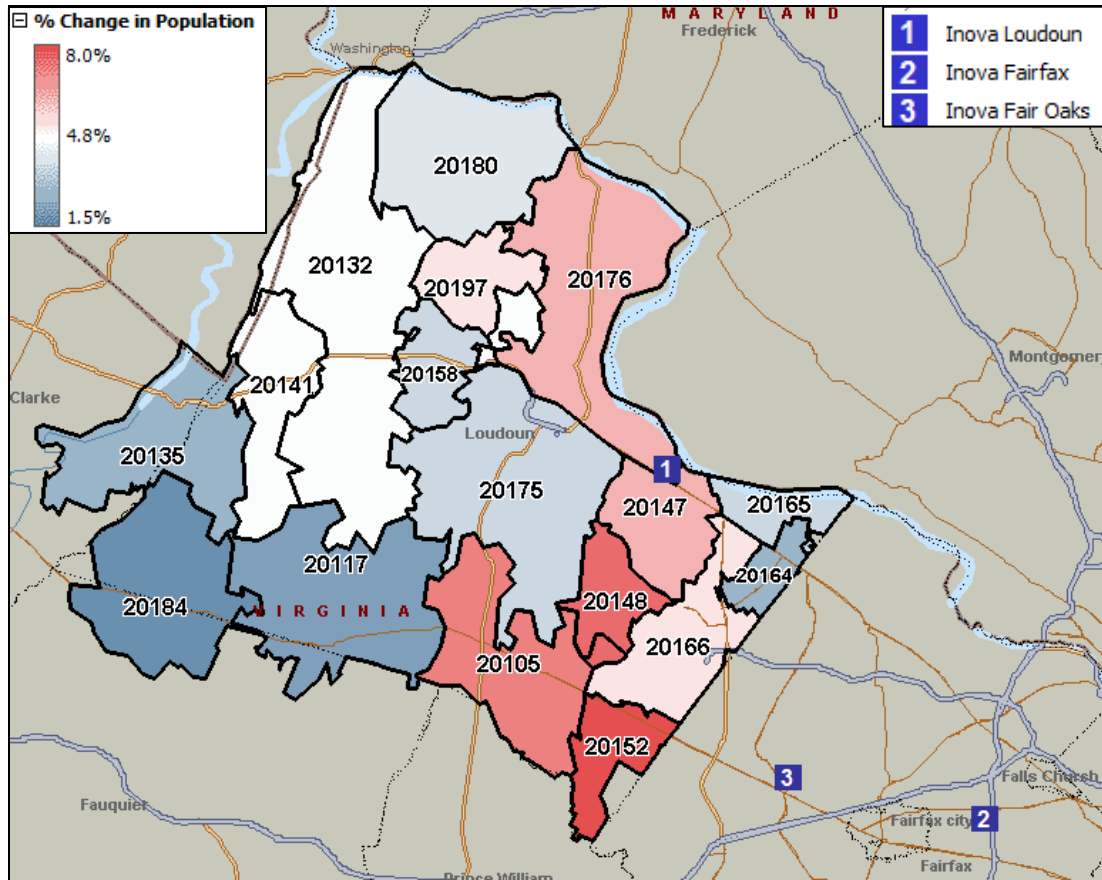 % Change in Population
8.0%
4.8%
1.5%
MARYLAND
Frederick
Washington
1 Inova Loudoun
2 Inova Fairfax
3 Inova Fair Oaks
20180
20132
20197
20176
Montgomery
20141
20158
Clarke
Loudoun
20135
1
20175
20147
20165
20117
20164
20184
VIRGINIA
20148
20105
20166
20152
3
Falls Church
Fauquier
Fairfax city
2
Fairfax
Prince William